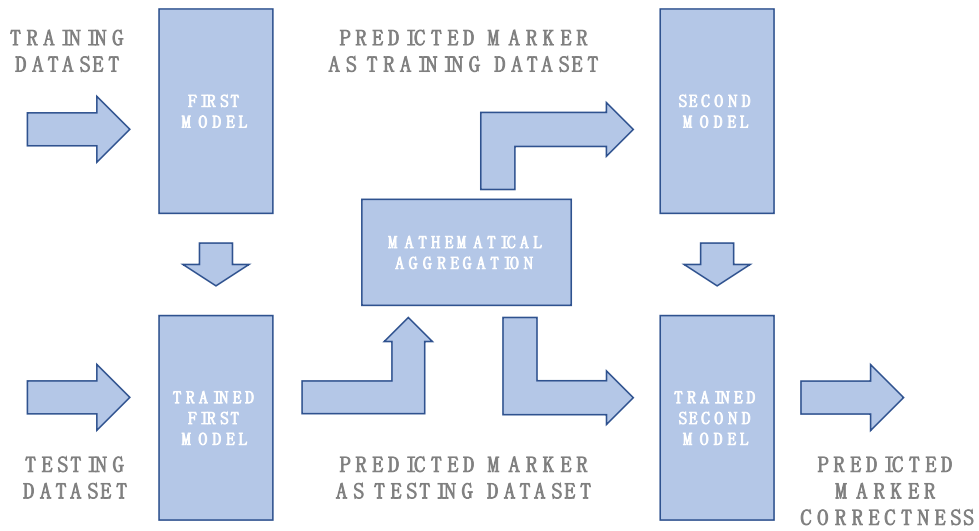 TRAINING
DATASET
FIRST
MODEL
PREDICTED MARKER
AS TRAINING DATASET
SECOND
MODEL
MATHEMATICAL
AGGREGATION
TRAINED
FIRST
MODEL
TRAINED
SECOND
MODEL
TESTING
DATASET
PREDICTED MARKER
AS TESTING DATASET
PREDICTED
MARKER
CORRECTNESS